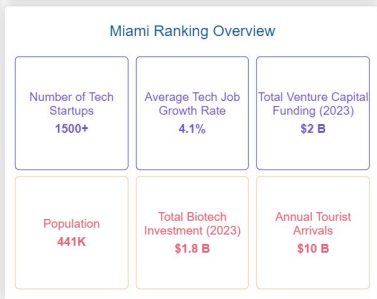 Miami Ranking Overview
Number of Tech
Startups
1500+
Average Tech Job
Growth Rate
4.1%
Total Venture Capital
Funding (2023)
$2 B
Population
441K
Total Biotech
Investment (2023)
$1.8 B
Annual Tourist
Arrivals
$10 B